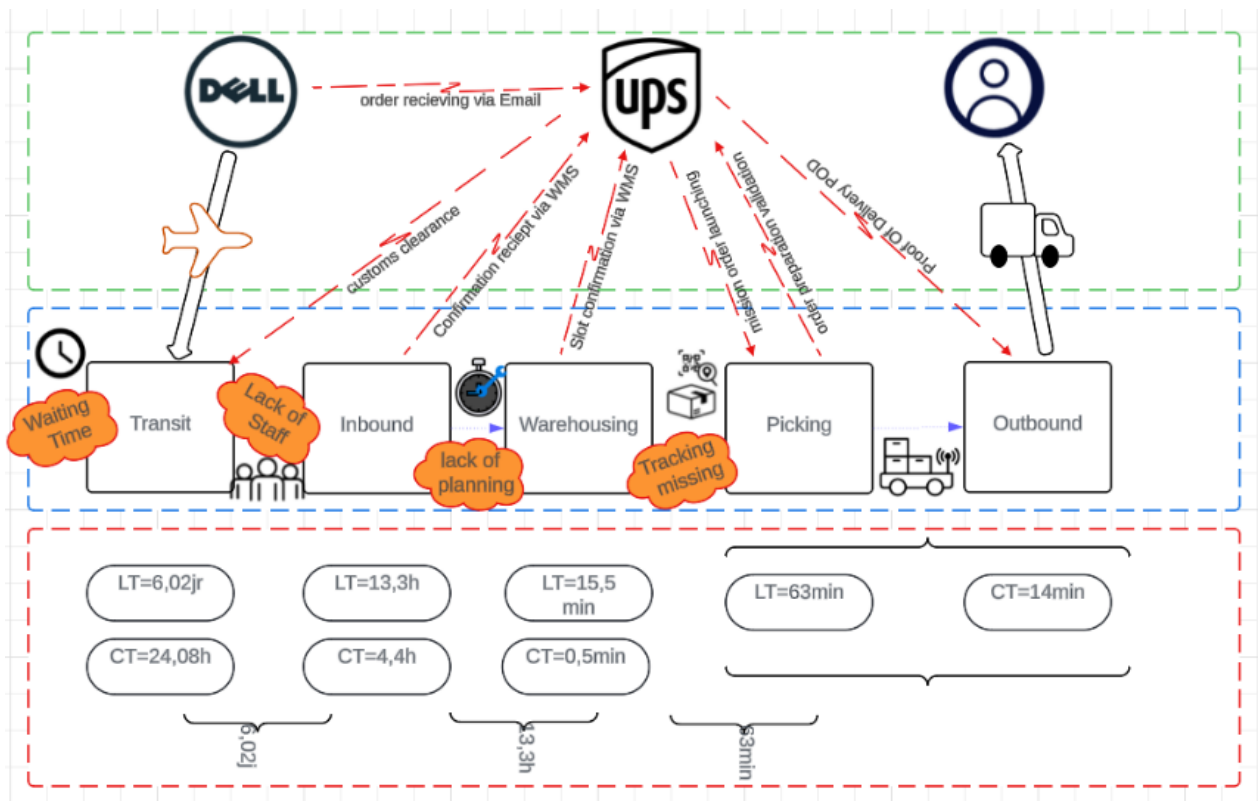 DELL
ups
order recieving via Email
customs clearance
Confirmation reciept via WMS
Slot confirmation via WMS
mission order launching
order preparation validation
Proof Of Delivery POD
Waiting
Time
Transit
Lack of
Staff
Inbound
lack of
planning
Warehousing
Tracking
missing
Picking
Outbound
LT=6,02jr
LT=13,3h
LT=15,5
min
LT=63min
CT=14min
CT=24,08h
CT=4,4h
CT=0,5min
6,02j
13,3h
63min